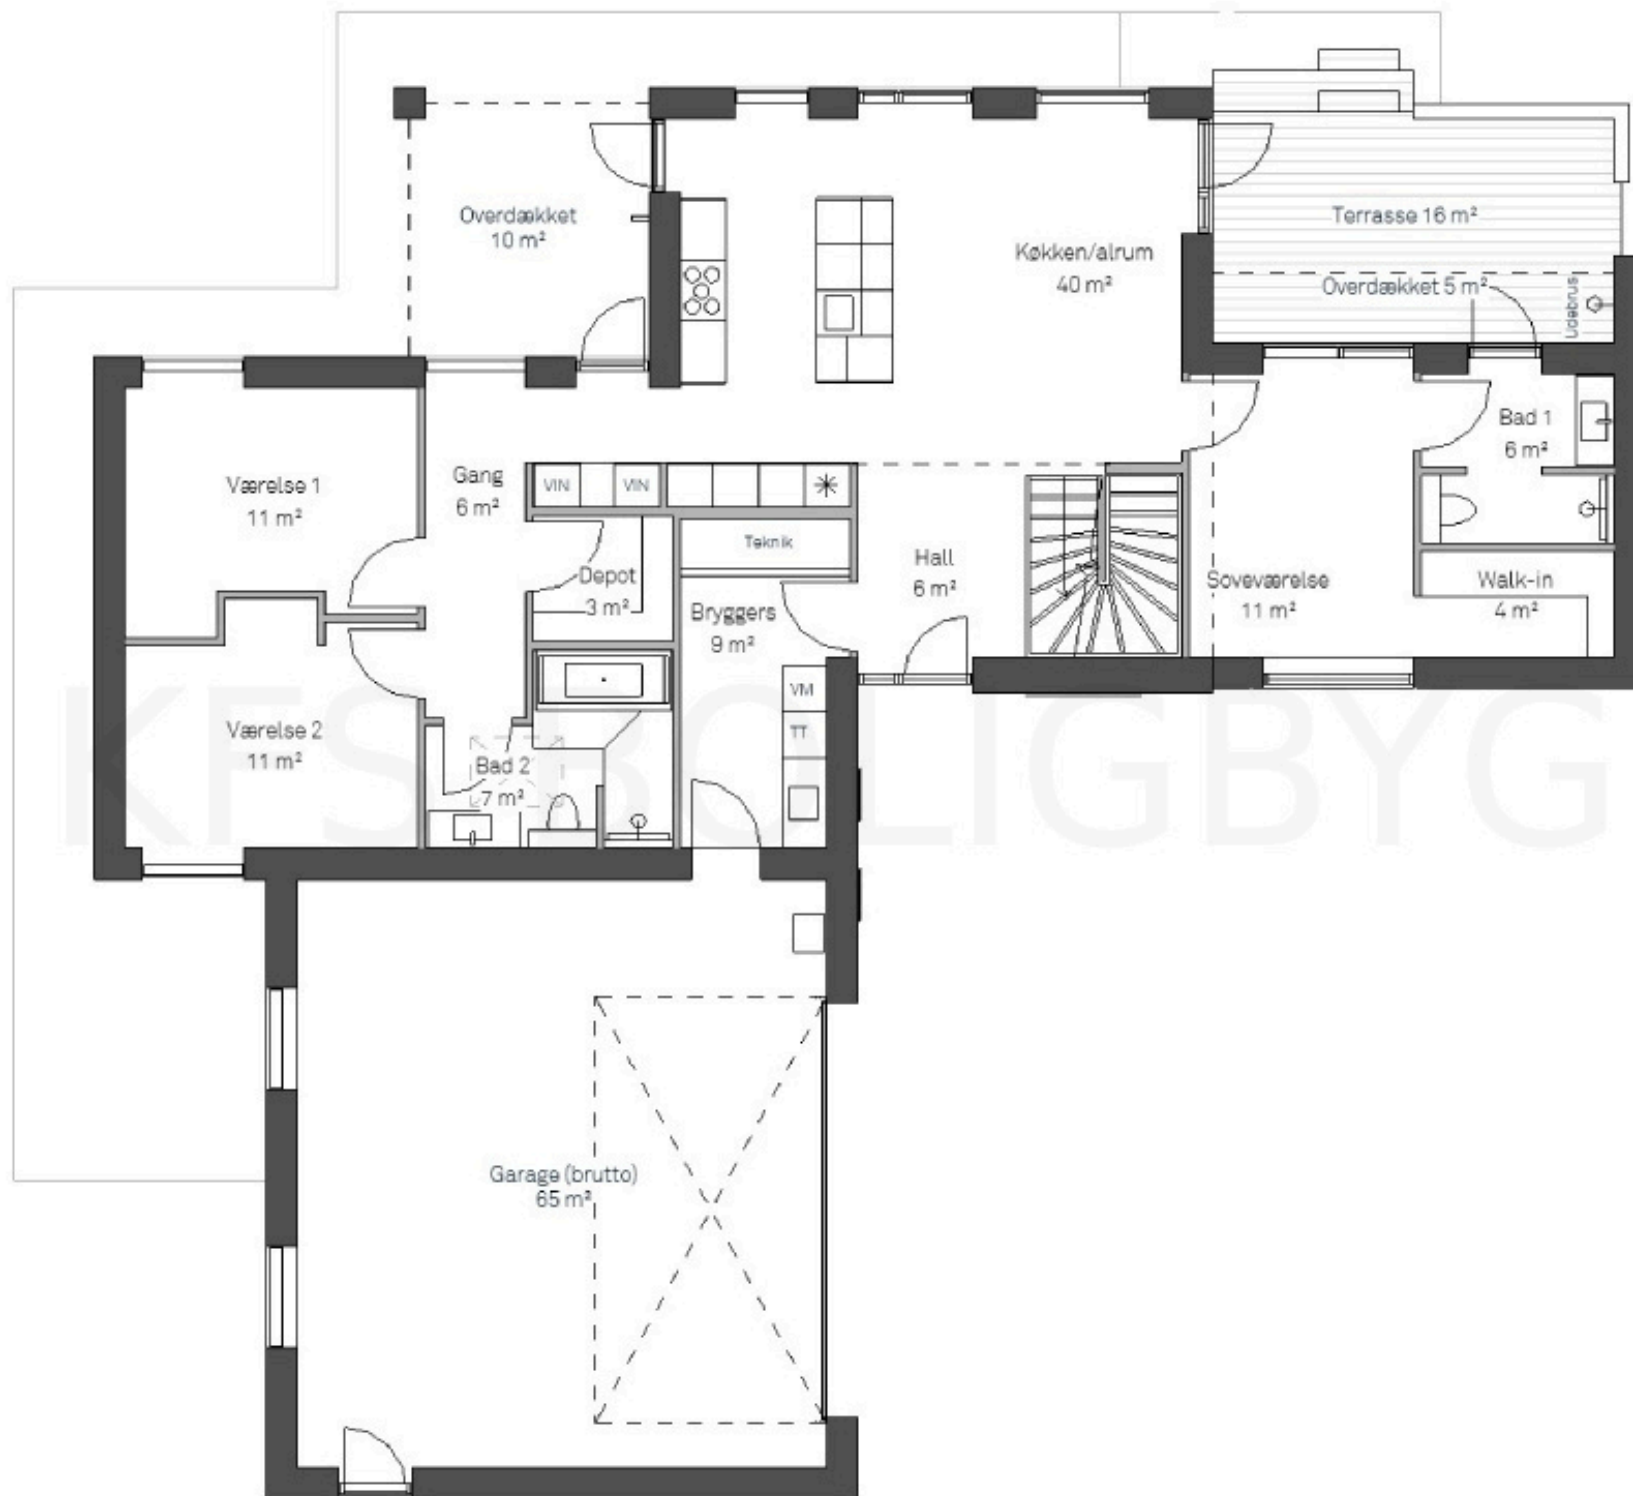 Overdækket
10 m²
Køkken/alrum
40 m²
Terrasse 16 m²
Overdækket 5 m²
Udebrus
Værelse 1
11 m²
Gang
6 m²
VIN
VIN
Teknik
Depot
3 m²
Bryggers
9 m²
Hall
6 m²
Soveværelse
11 m²
Bad 1
6 m²
Walk-in
4 m²
Værelse 2
11 m²
Bad 2
7 m²
VM
TT
KFS BOLIGBYG
Garage (brutto)
65 m²